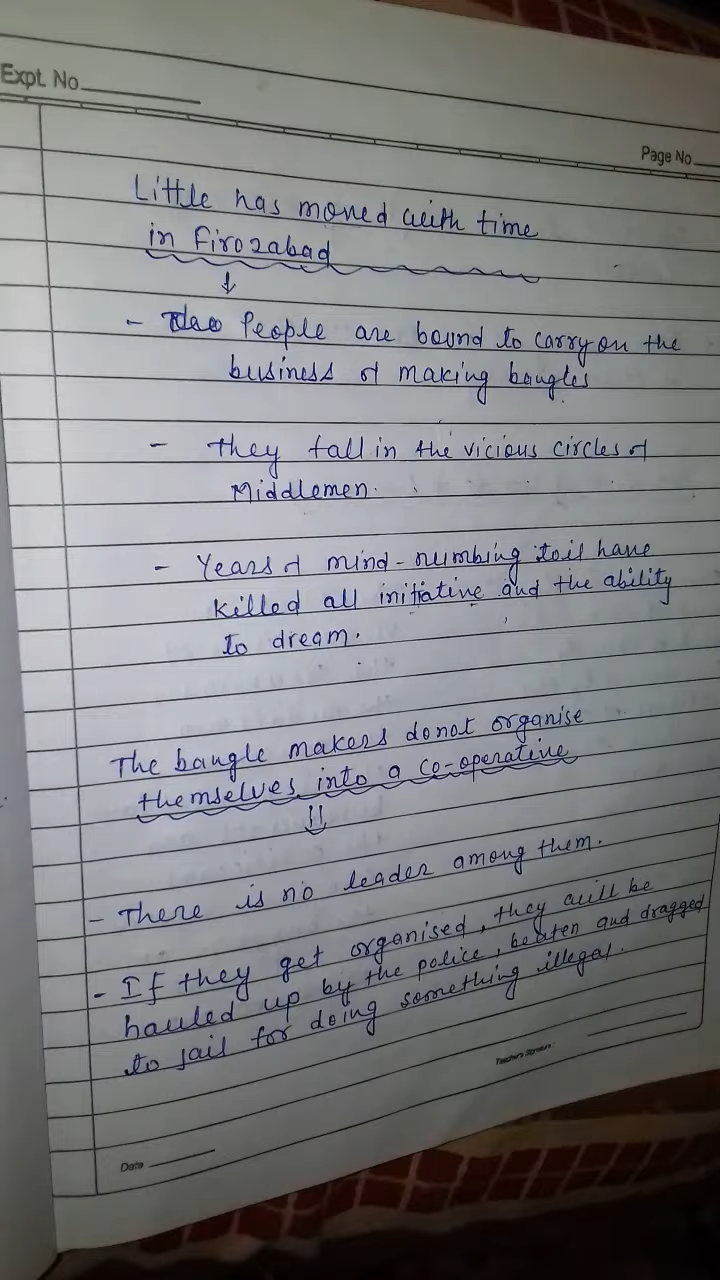 Expt. No
Page No
Little has moved with time
in Firozabad
↓
- People are bound to carry on the
business of making bangles
- they fall in the vicious circles of
Middlemen.
- Years of mind-numbing toil have
killed all initiative and the ability
to dream.
The bangle makers donot organise
themselves into a co-operative
⇓
- There is no leader among them.
- If they get organised, they will be
hauled up by the police, beaten and dragged
to jail for doing something illegal.
Teacher's
Date